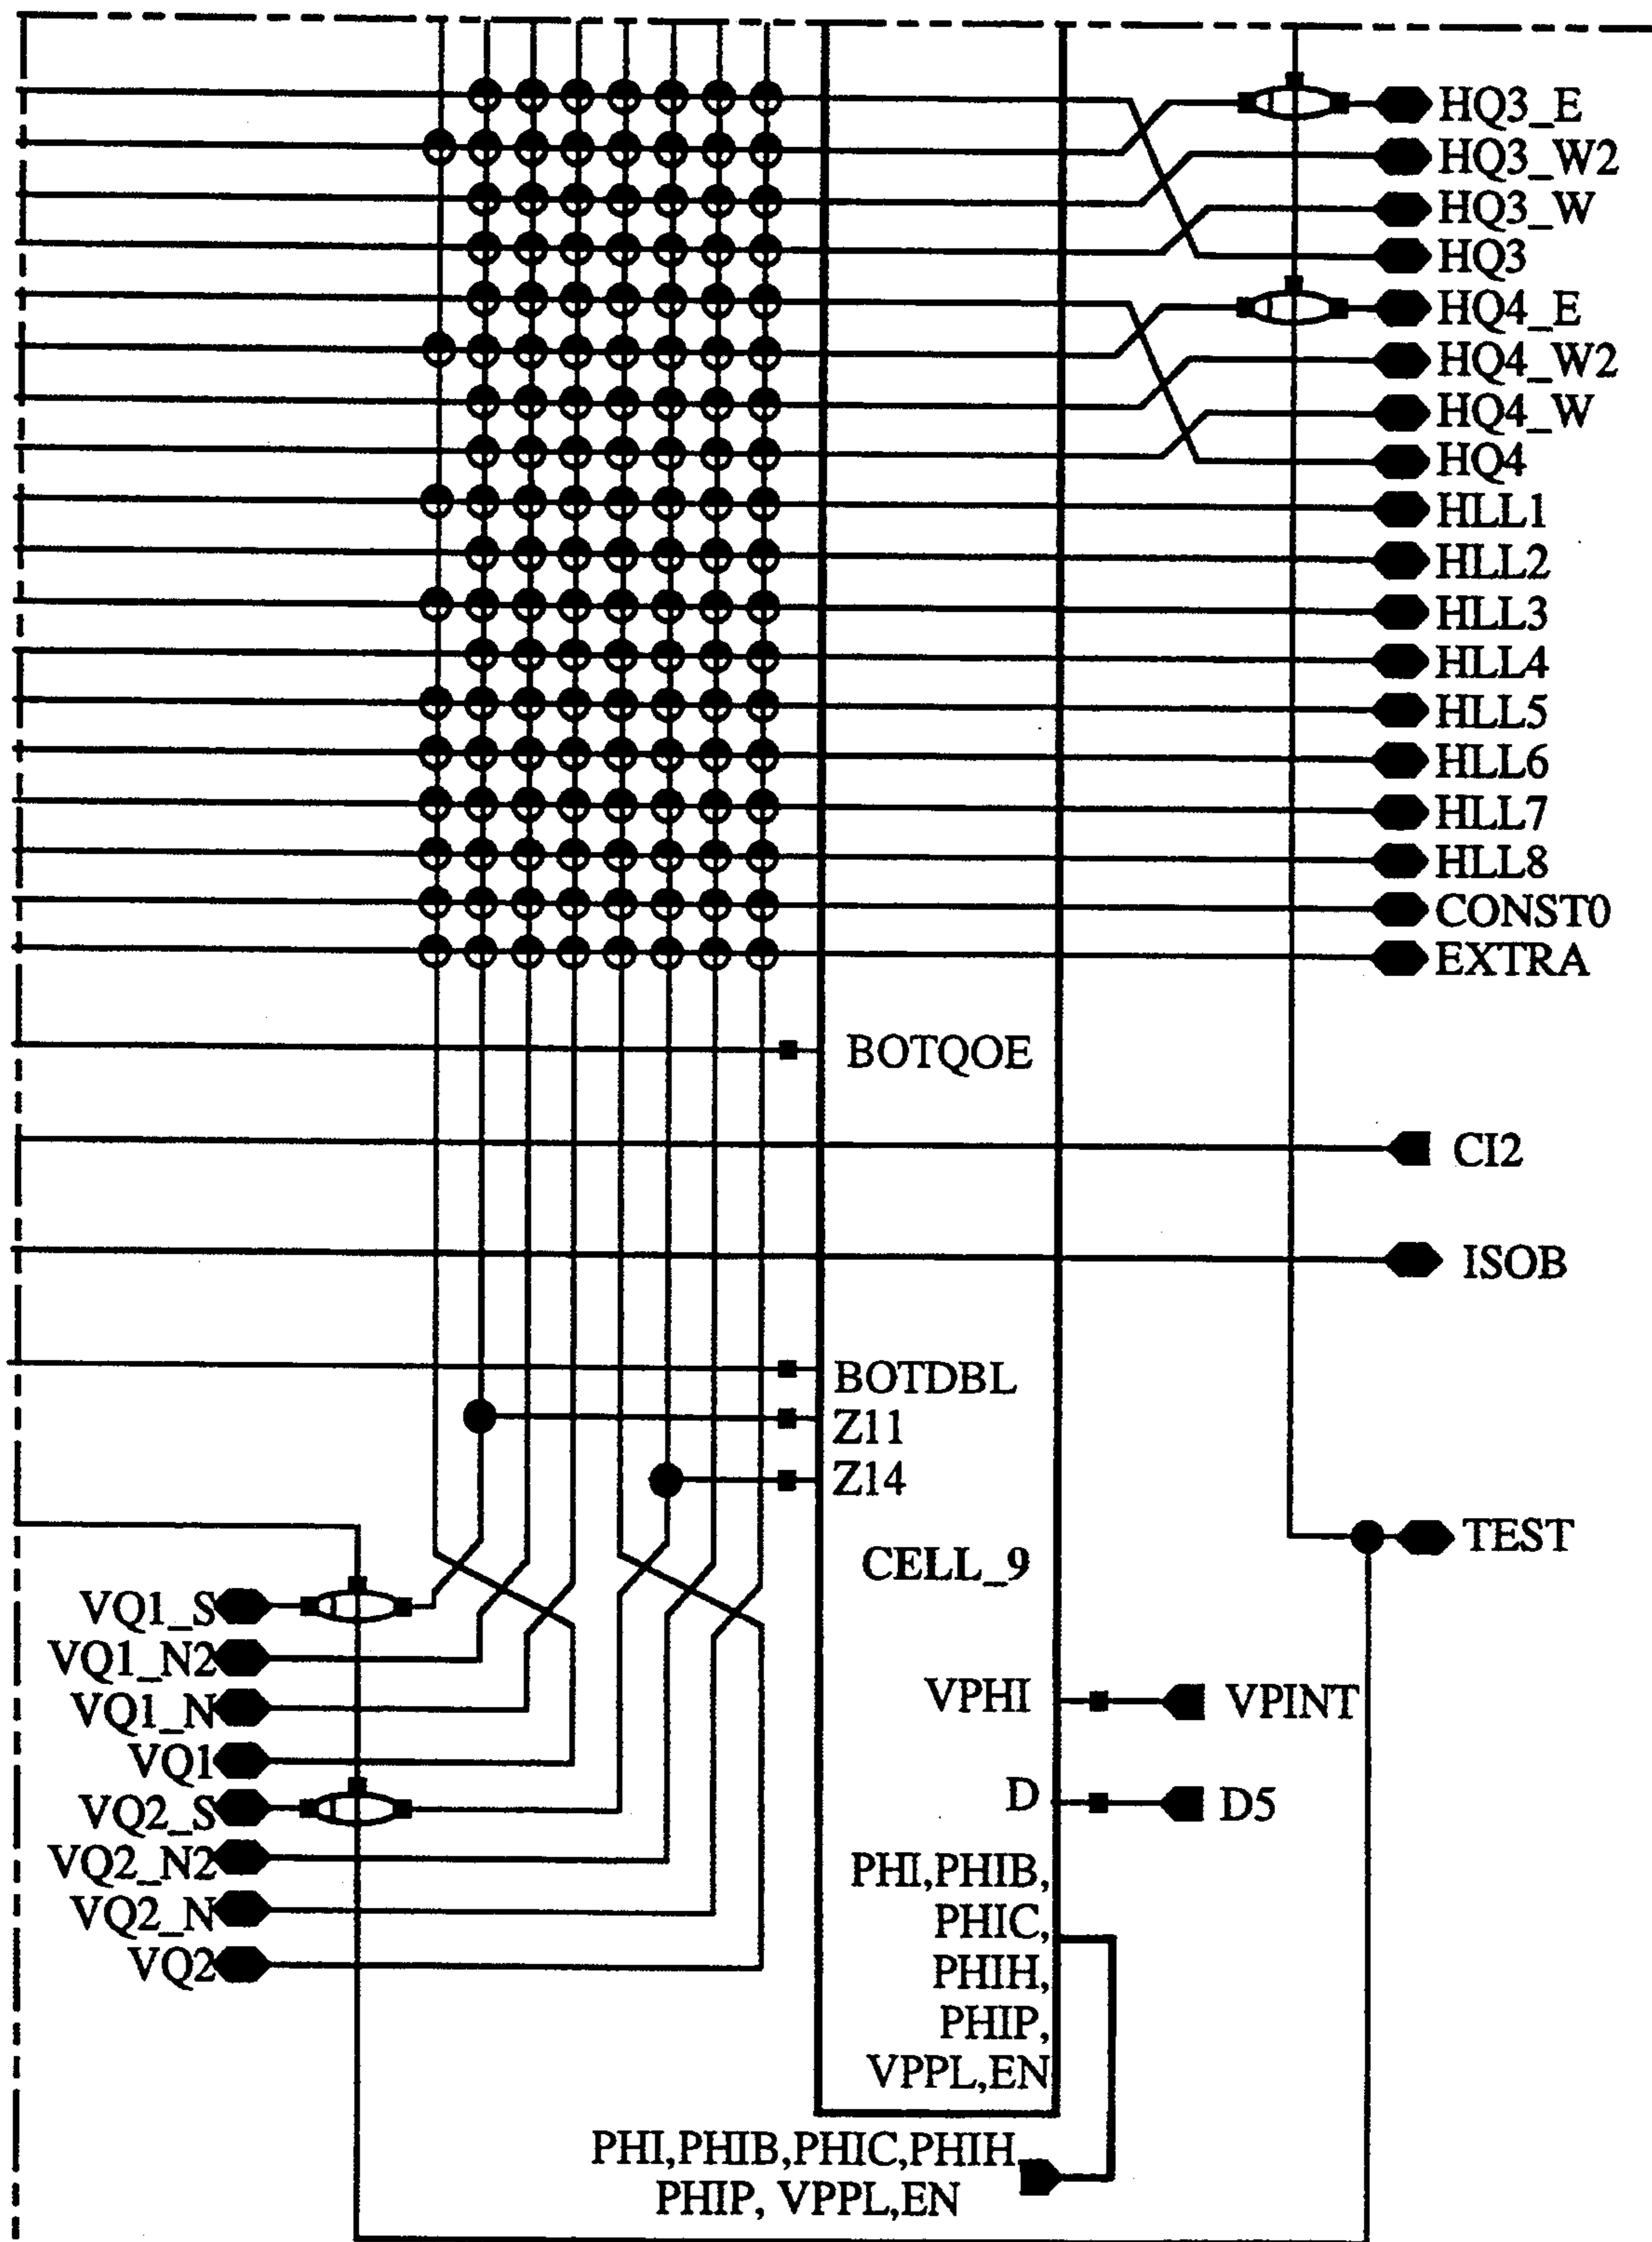 HQ3_E
HQ3_W2
HQ3_W
HQ3
HQ4_E
HQ4_W2
HQ4_W
HQ4
HLL1
HLL2
HLL3
HLL4
HLL5
HLL6
HLL7
HLL8
CONST0
EXTRA
BOTQOE
CI2
ISOB
BOTDBL
Z11
Z14
TEST
CELL_9
VQ1_S
VQ1_N2
VQ1_N
VQ1
VQ2_S
VQ2_N2
VQ2_N
VQ2
VPHI
VPINT
D
D5
PHI,PHIB,
PHIC,
PHIH,
PHIP,
VPPL,EN
PHI,PHIB,PHIC,PHIH
PHIP, VPPL,EN